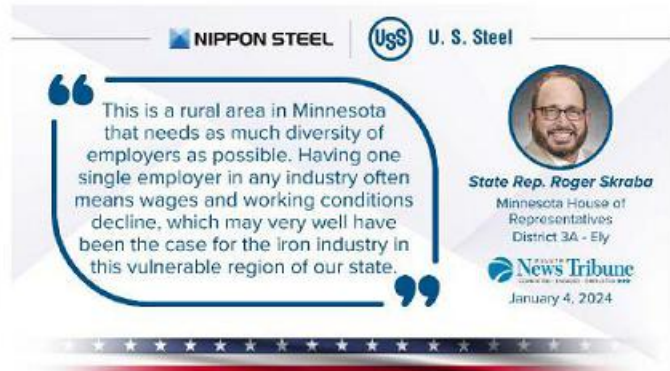 NIPPON STEEL
USS U. S. Steel
This is a rural area in Minnesota
that needs as much diversity of
employers as possible. Having one
single employer in any industry often
means wages and working conditions
decline, which may very well have
been the case for the iron industry in
this vulnerable region of our state.
State Rep. Roger Skraba
Minnesota House of
Representatives
District 3A - Ely
News Tribune
January 4, 2024